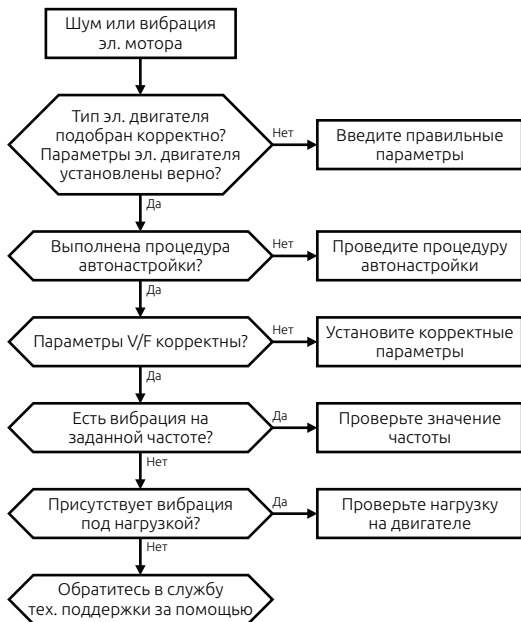 Шум или вибрация
эл. мотора
Тип эл. двигателя
подобран корректно?
Параметры эл. двигателя
установлены верно?
Нет
Введите правильные
параметры
Да
Выполнена процедура
автонастройки?
Нет
Проведите процедуру
автонастройки
Да
Параметры V/F корректны?
Нет
Установите корректные
параметры
Да
Есть вибрация на
заданной частоте?
Да
Проверьте значение
частоты
Нет
Присутствует вибрация
под нагрузкой?
Да
Проверьте нагрузку
на двигателе
Нет
Обратитесь в службу
тех. поддержки за помощью